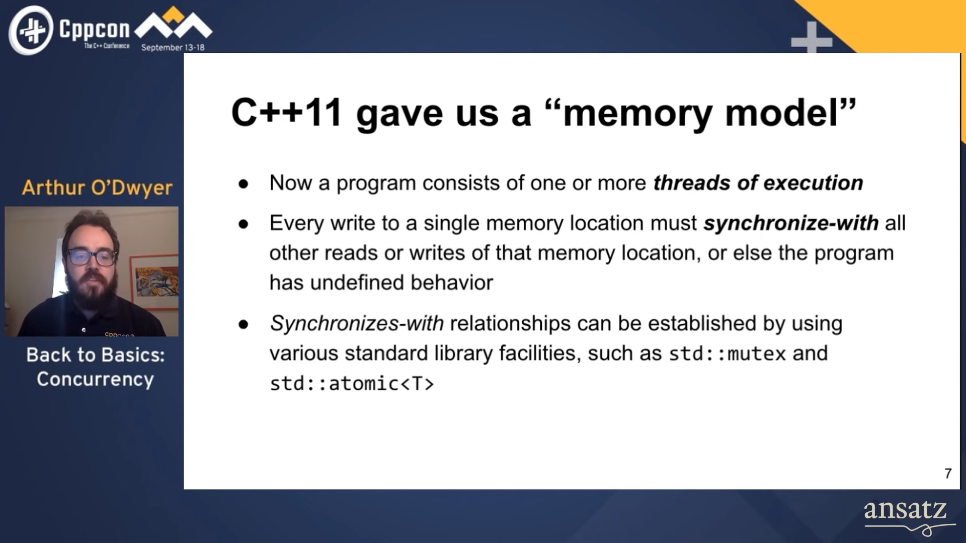 Cppcon
The C++ Conference
September 13-18
C++11 gave us a “memory model”
Arthur O’Dwyer
Back to Basics:
Concurrency
● Now a program consists of one or more threads of execution
● Every write to a single memory location must synchronize-with all
other reads or writes of that memory location, or else the program
has undefined behavior
● Synchronizes-with relationships can be established by using
various standard library facilities, such as std::mutex and
std::atomic<T>
7
ansatz